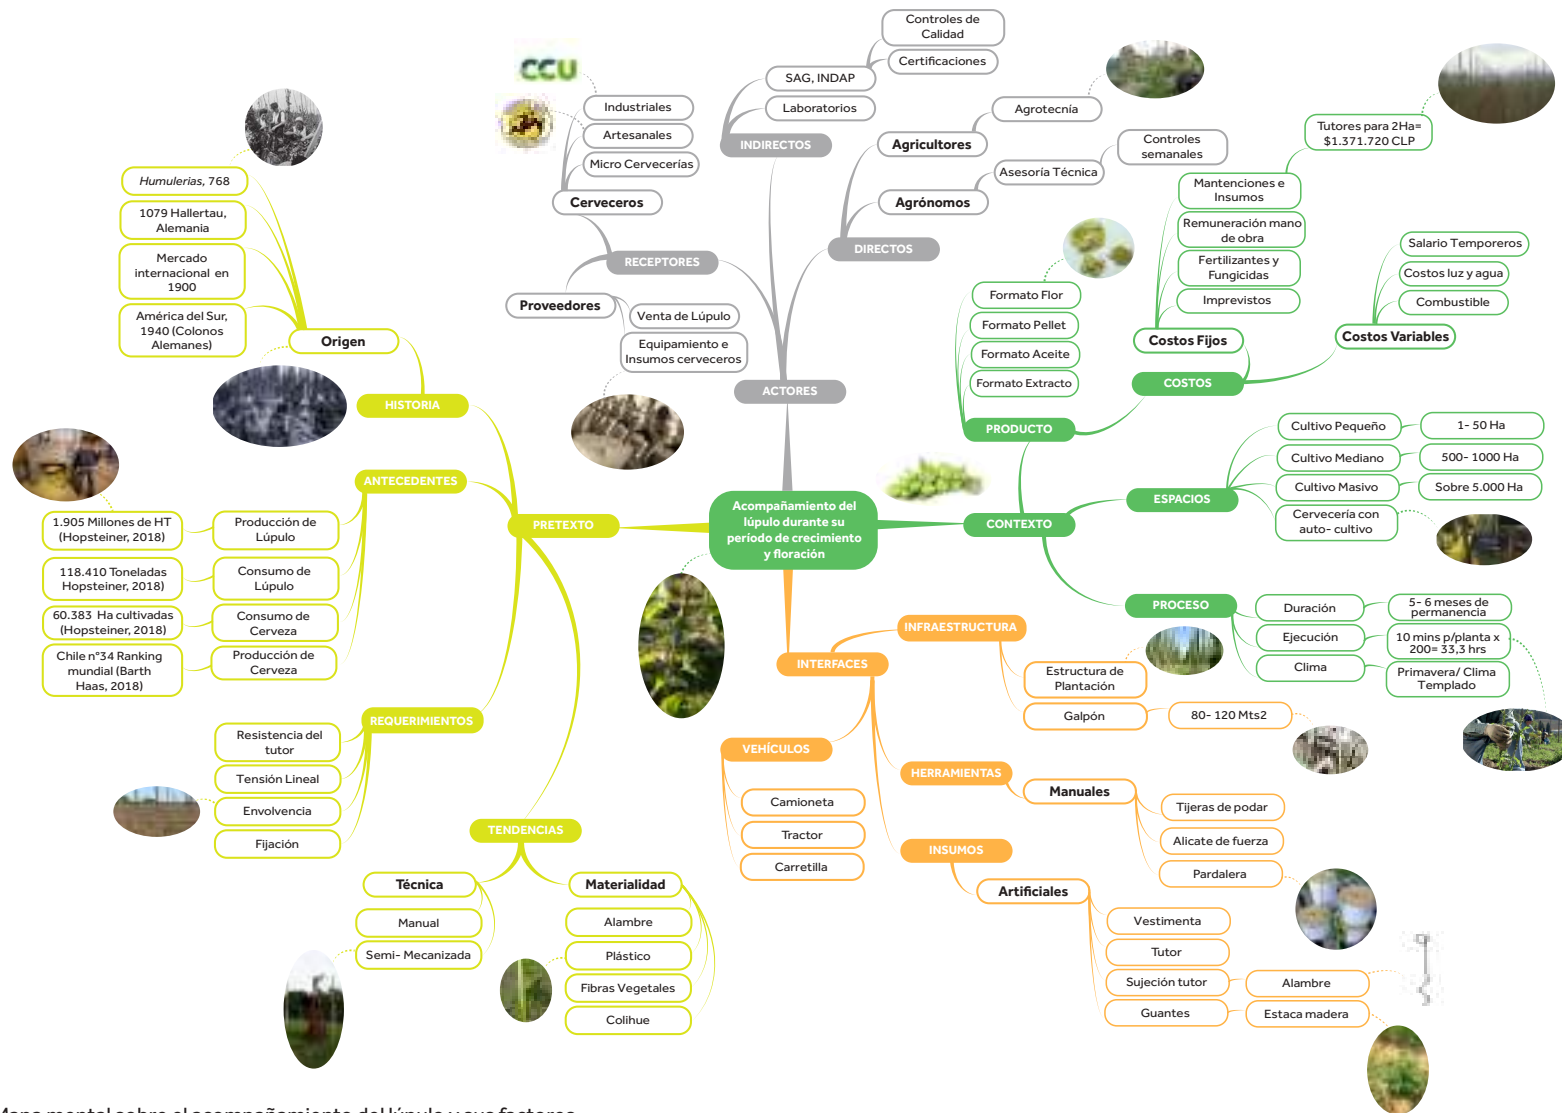 Controles de
Calidad
Certificaciones
SAG, INDAP
Laboratorios
INDIRECTOS
CCU
Industriales
Artesanales
Micro Cervecerías
Cerveceros
RECEPTORES
Proveedores
Venta de Lúpulo
Equipamiento e
Insumos cerveceros
ACTORES
Agrotecnía
Agricultores
Controles
semanales
Asesoría Técnica
Agrónomos
DIRECTOS
Humulerias, 768
1079 Hallertau,
Alemania
Mercado
internacional en
1900
América del Sur,
1940 (Colonos
Alemanes)
Origen
HISTORIA
ANTECEDENTES
1.905 Millones de HT
(Hopsteiner, 2018)
Producción de
Lúpulo
118.410 Toneladas
Hopsteiner, 2018)
Consumo de
Lúpulo
60.383 Ha cultivadas
(Hopsteiner, 2018)
Consumo de
Cerveza
Chile n°34 Ranking
mundial (Barth
Haas, 2018)
Producción de
Cerveza
PRETEXTO
REQUERIMIENTOS
Resistencia del
tutor
Tensión Lineal
Envolvencia
Fijación
TENDENCIAS
Técnica
Manual
Semi- Mecanizada
Materialidad
Alambre
Plástico
Fibras Vegetales
Colihue
Acompañamiento del
lúpulo durante su
período de crecimiento
y floración
Tutores para 2Ha=
$1.371.720 CLP
Mantenciones e
Insumos
Remuneración mano
de obra
Fertilizantes y
Fungicidas
Imprevistos
Costos Fijos
Salario Temporeros
Costos luz y agua
Combustible
Costos Variables
COSTOS
Formato Flor
Formato Pellet
Formato Aceite
Formato Extracto
PRODUCTO
CONTEXTO
ESPACIOS
Cultivo Pequeño
1- 50 Ha
Cultivo Mediano
500- 1000 Ha
Cultivo Masivo
Sobre 5.000 Ha
Cervecería con
auto- cultivo
PROCESO
Duración
5- 6 meses de
permanencia
Ejecución
10 mins p/planta x
200= 33,3 hrs
Clima
Primavera/ Clima
Templado
INTERFACES
INFRAESTRUCTURA
Estructura de
Plantación
Galpón
80- 120 Mts2
VEHÍCULOS
Camioneta
Tractor
Carretilla
HERRAMIENTAS
Manuales
Tijeras de podar
Alicate de fuerza
Pardalera
INSUMOS
Artificiales
Vestimenta
Tutor
Sujeción tutor
Alambre
Guantes
Estaca madera
Mapa mental sobre el acompañamiento del lúpulo y sus factores